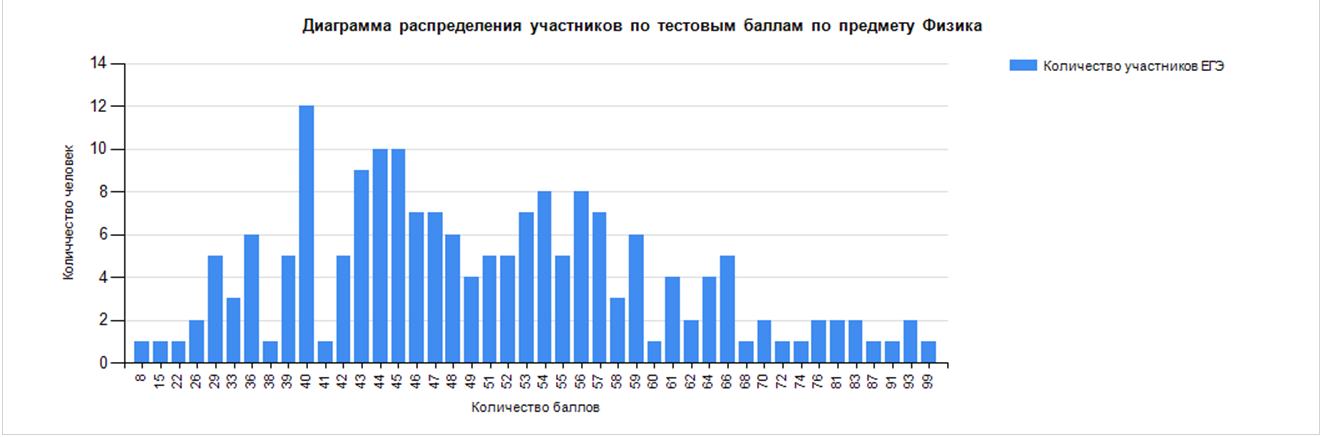 Диаграмма распределения участников по тестовым баллам по предмету Физика
Количество участников ЕГЭ
Количчество человек
14
12
10
8
6
4
2
0
8 15 22 26 29 33 36 38 39 40 41 42 43 44 45 46 47 48 49 51 52 53 54 55 56 57 58 59 60 61 62 64 66 68 70 72 74 76 81 83 87 91 93 99
Количество баллов